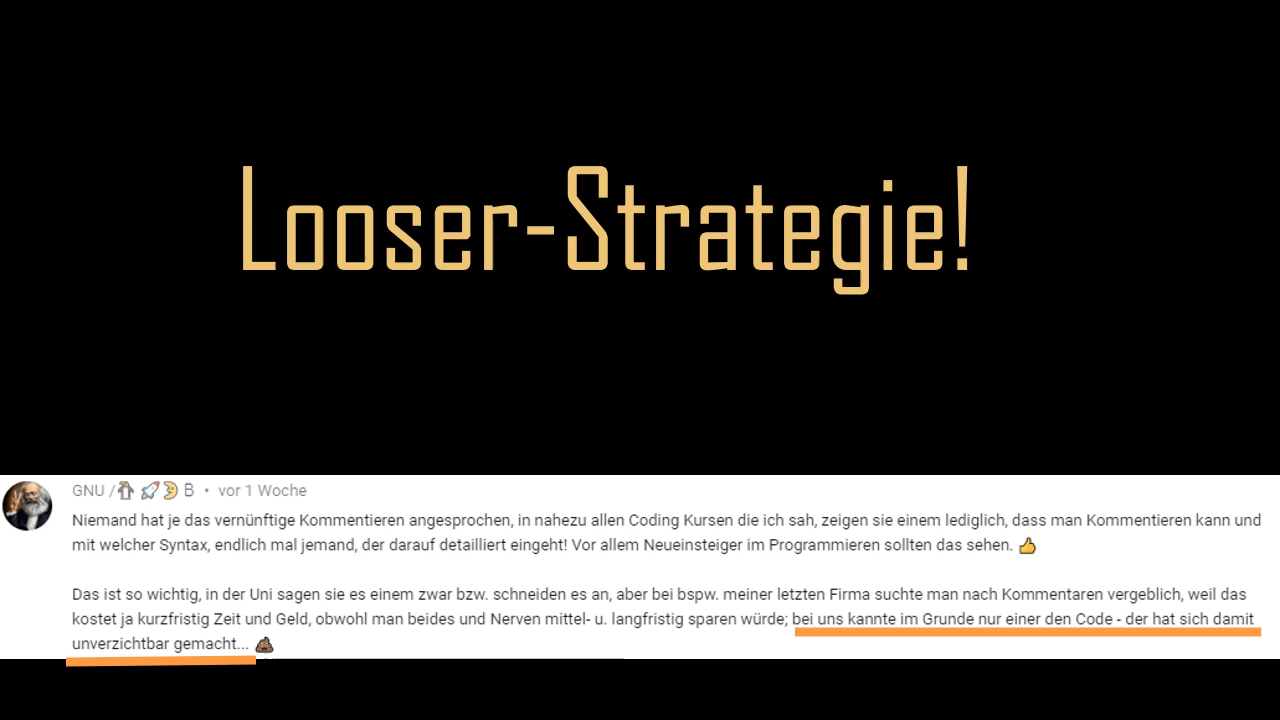 Looser-Strategie!
GNU /🐧 🚀🌛 B • vor 1 Woche
Niemand hat je das vernünftige Kommentieren angesprochen, in nahezu allen Coding Kursen die ich sah, zeigen sie einem lediglich, dass man Kommentieren kann und
mit welcher Syntax, endlich mal jemand, der darauf detailliert eingeht! Vor allem Neueinsteiger im Programmieren sollten das sehen. 👍
Das ist so wichtig, in der Uni sagen sie es einem zwar bzw. schneiden es an, aber bei bspw. meiner letzten Firma suchte man nach Kommentaren vergeblich, weil das
kostet ja kurzfristig Zeit und Geld, obwohl man beides und Nerven mittel- u. langfristig sparen würde; bei uns kannte im Grunde nur einer den Code - der hat sich damit
unverzichtbar gemacht... 💩